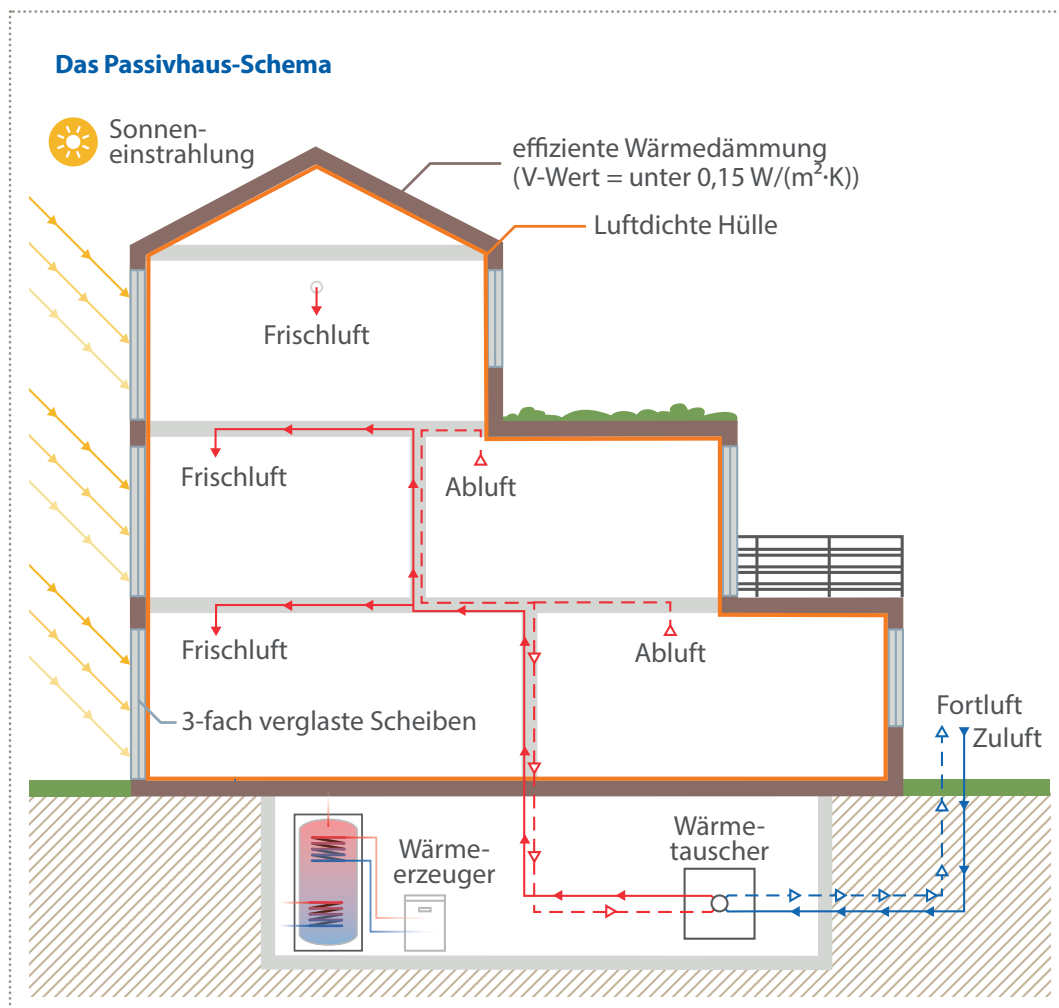 Das Passivhaus-Schema
Sonnen-
einstrahlung
effiziente Wärmedämmung
(V-Wert = unter 0,15 W/(m²·K))
Luftdichte Hülle
Frischluft
Frischluft
Abluft
Frischluft
Abluft
3-fach verglaste Scheiben
Fortluft
Zuluft
Wärme-
erzeuger
Wärme-
tauscher